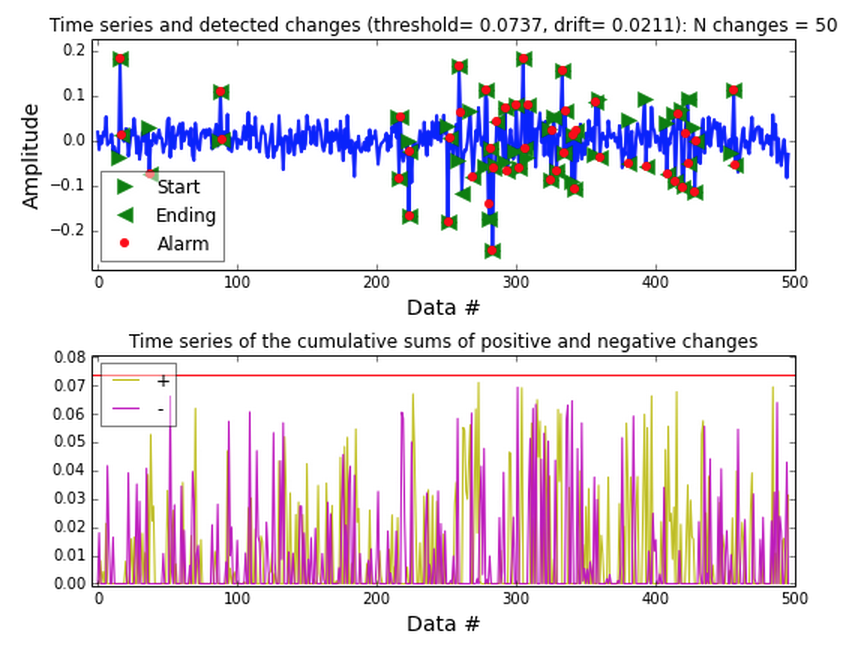 Time series and detected changes (threshold= 0.0737, drift= 0.0211): N changes = 50
0.2
0.1
0.0
−0.1
−0.2
Amplitude
Start
Ending
Alarm
0 100 200 300 400 500
Data #
Time series of the cumulative sums of positive and negative changes
0.08
0.07
0.06
0.05
0.04
0.03
0.02
0.01
0.00
+
-
0 100 200 300 400 500
Data #